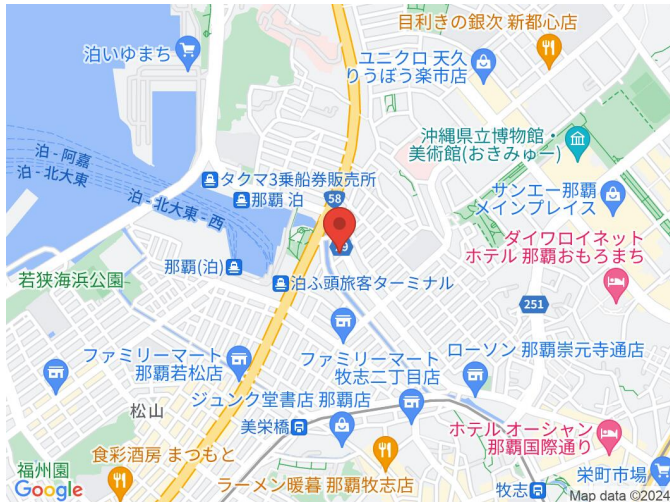 目利きの銀次 新都心店
泊いゆまち
ユニクロ 天久
りうぼう楽市店
沖縄県立博物館・
美術館(おきみゅー)
泊 - 阿嘉
泊 - 北大東
泊 - 北大東 - 西
タクマ3乗船券販売所
那覇 泊
58
サンエー那覇
メインプレイス
ダイワロイネット
ホテル 那覇おもろまち
那覇(泊)
若狭海浜公園
泊ふ頭旅客ターミナル
251
ファミリーマート
那覇若松店
ファミリーマート
牧志二丁目店
ローソン 那覇崇元寺通店
ジュンク堂書店 那覇店
松山
美栄橋
ホテル オーシャン
那覇国際通り
食彩酒房 まつもと
福州園
ラーメン暖暮 那覇牧志店
牧志
栄町市場
Google
Map data ©2024